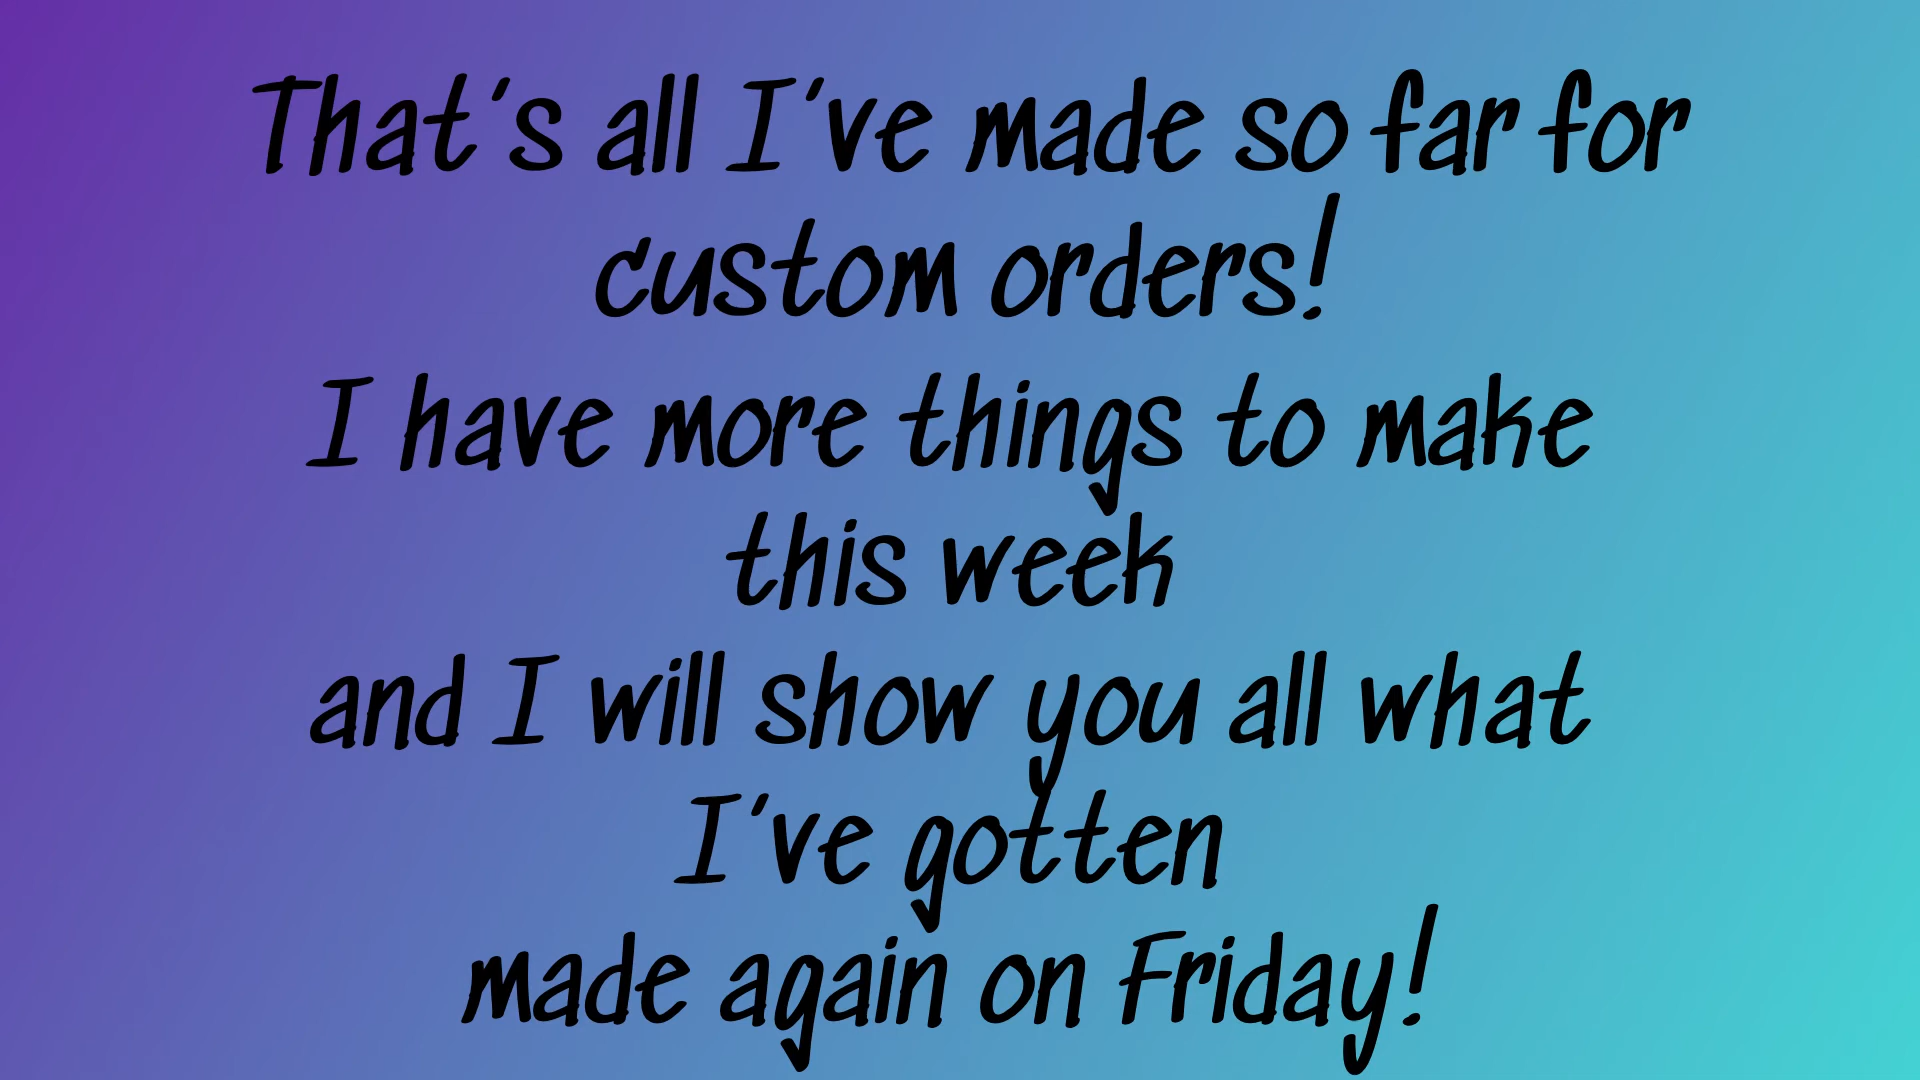 That's all I've made so far for
custom orders!
I have more things to make
this week
and I will show you all what
I've gotten
made again on Friday!